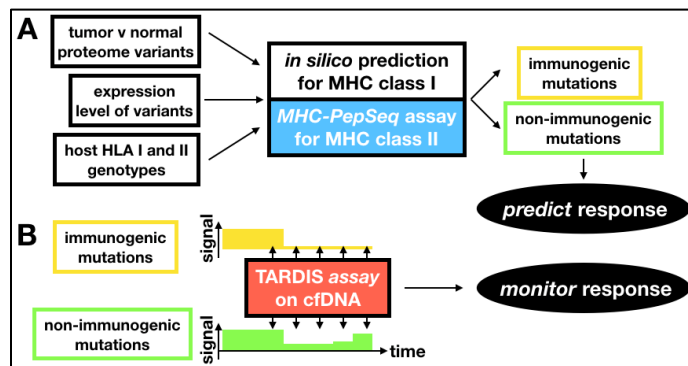 A
tumor v normal
proteome variants
expression
level of variants
host HLA I and II
genotypes
in silico prediction
for MHC class I
MHC-PepSeq assay
for MHC class II
immunogenic
mutations
non-immunogenic
mutations
predict response
B
immunogenic
mutations
signal
TARDIS assay
on cfDNA
monitor response
non-immunogenic
mutations
signal
time